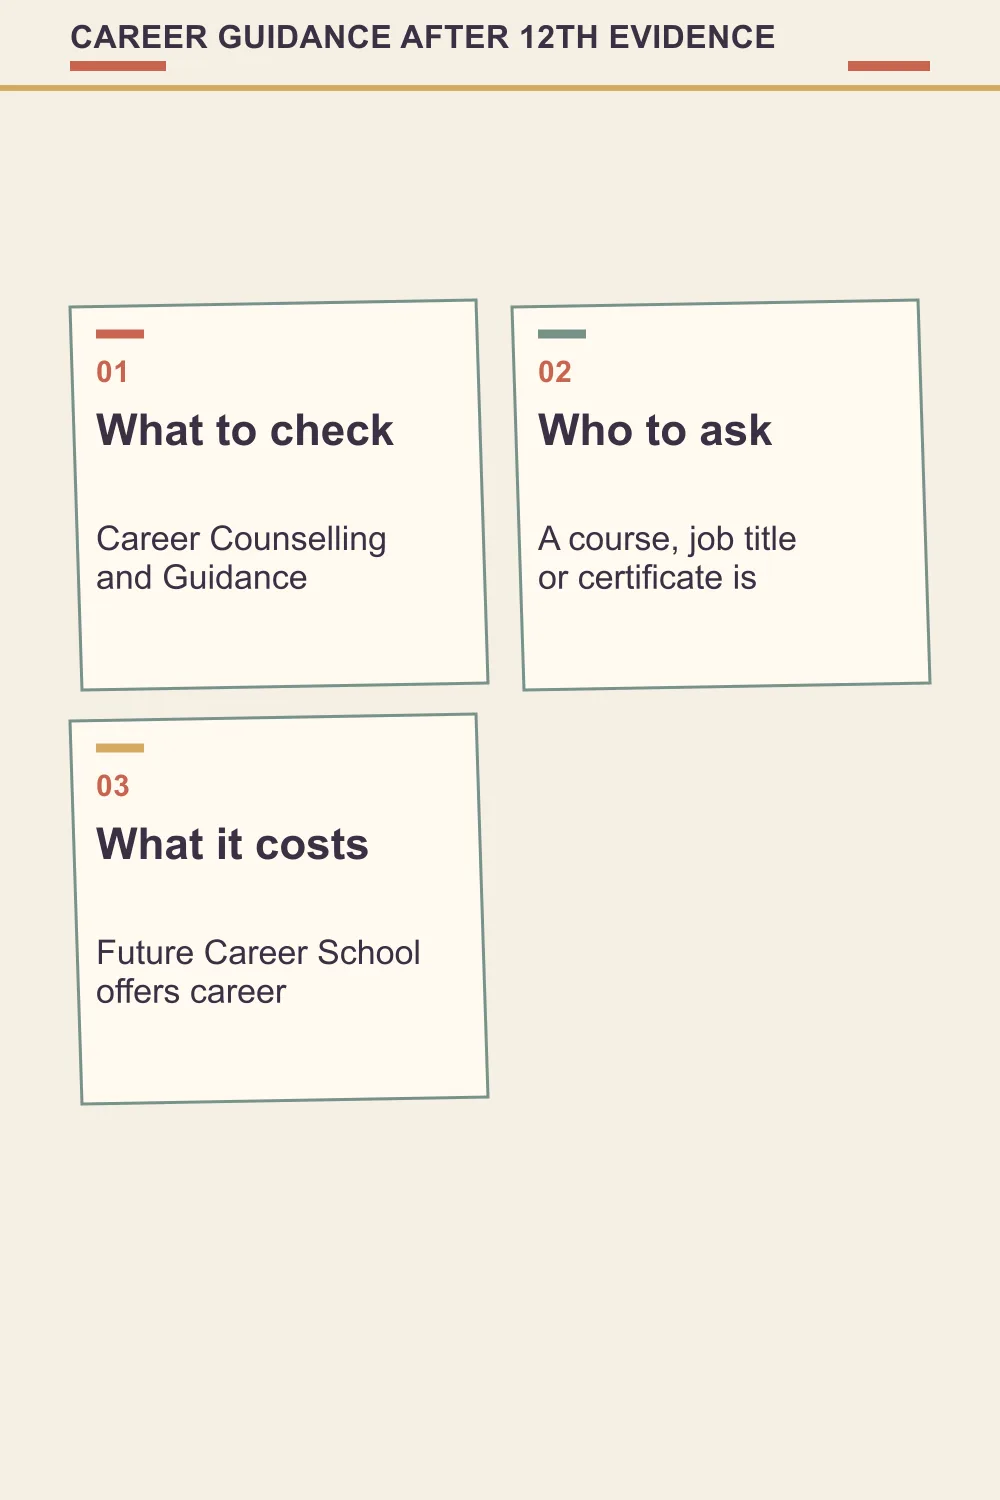 CAREER GUIDANCE AFTER 12TH EVIDENCE
01
What to check
Career Counselling
and Guidance
02
Who to ask
A course, job title
or certificate is
03
What it costs
Future Career School
offers career